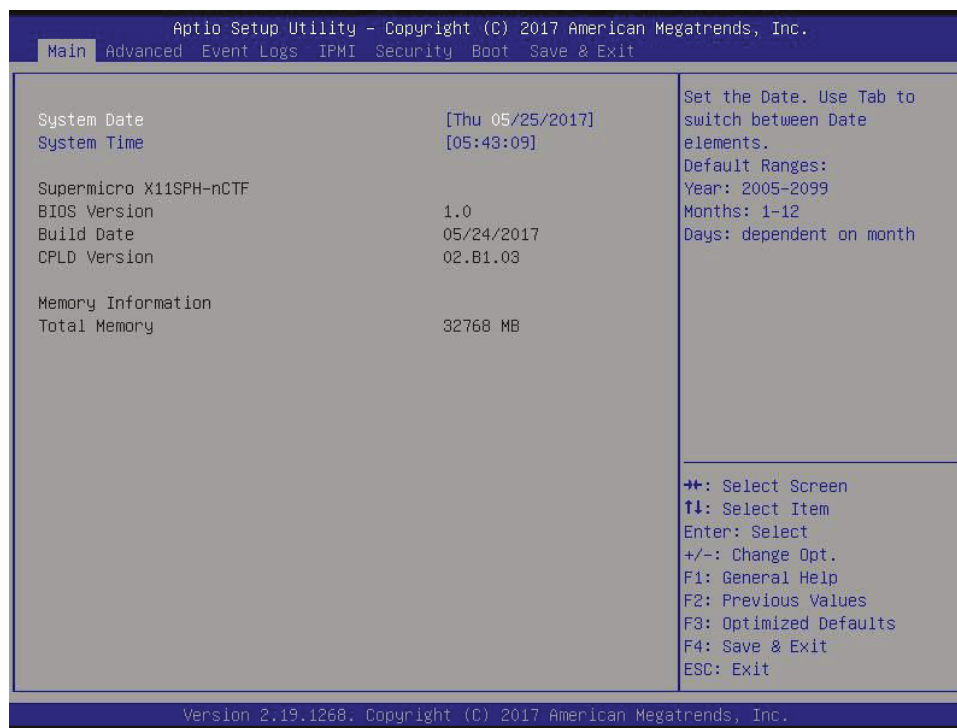 Aptio Setup Utility – Copyright (C) 2017 American Megatrends, Inc.
Main Advanced Event Logs IPMI Security Boot Save & Exit
System Date [Thu 05/25/2017]
System Time [05:43:09]
Supermicro X11SPH-nCTF
BIOS Version 1.0
Build Date 05/24/2017
CPLD Version 02.B1.03
Memory Information
Total Memory 32768 MB
Set the Date. Use Tab to
switch between Date
elements.
Default Ranges:
Year: 2005-2099
Months: 1-12
Days: dependent on month
→←: Select Screen
↑↓: Select Item
Enter: Select
+/-: Change Opt.
F1: General Help
F2: Previous Values
F3: Optimized Defaults
F4: Save & Exit
ESC: Exit
Version 2.19.1268. Copyright (C) 2017 American Megatrends, Inc.